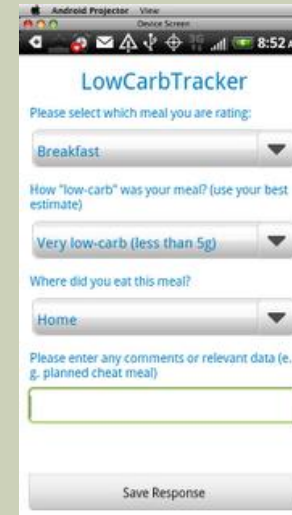 Android Projector View
Device Screen
3G 8:52 A
LowCarbTracker
Please select which meal you are rating:
Breakfast
How "low-carb" was your meal? (use your best
estimate)
Very low-carb (less than 5g)
Where did you eat this meal?
Home
Please enter any comments or relevant data (e.
g. planned cheat meal)
Save Response